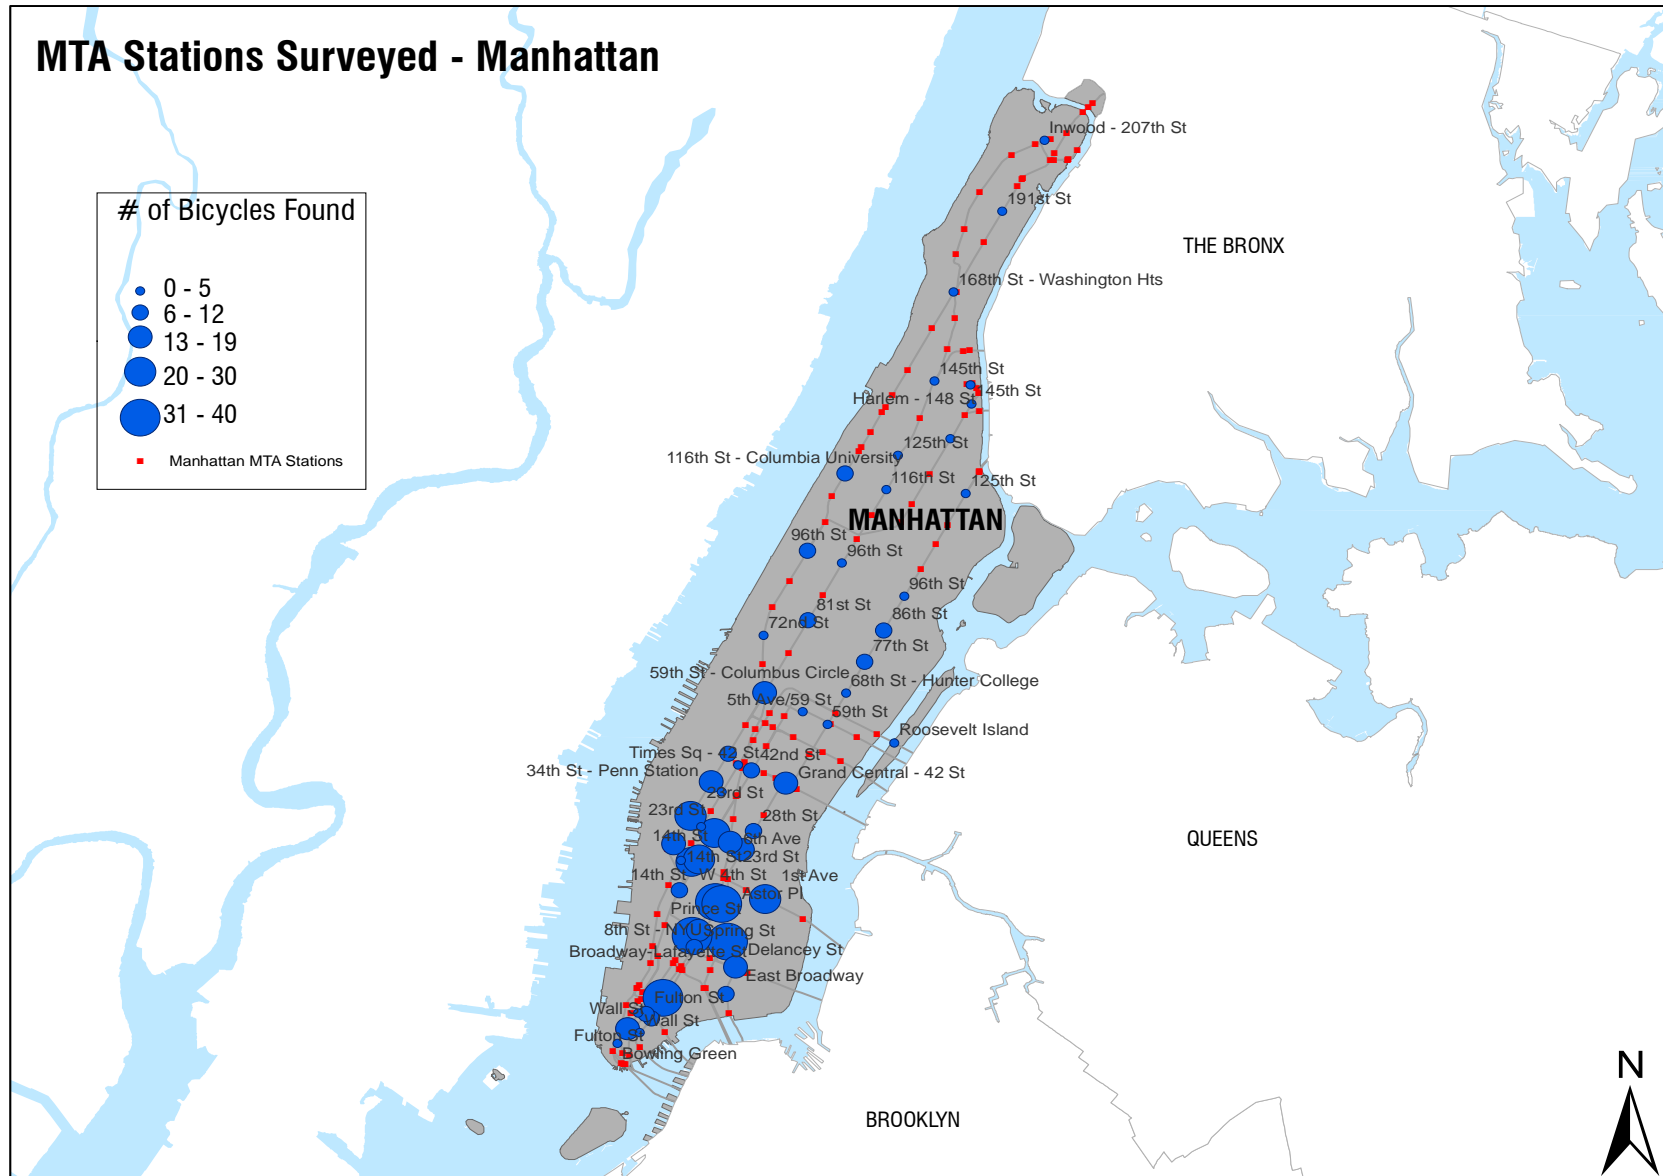 MTA Stations Surveyed - Manhattan
# of Bicycles Found
0 - 5
6 - 12
13 - 19
20 - 30
31 - 40
Manhattan MTA Stations
Inwood - 207th St
191st St
THE BRONX
168th St - Washington Hts
145th St
Harlem - 148 St
145th St
125th St
116th St - Columbia University
116th St
125th St
MANHATTAN
96th St
96th St
96th St
81st St
86th St
72nd St
77th St
59th St - Columbus Circle
68th St - Hunter College
5th Ave/59 St
59th St
Roosevelt Island
Times Sq - 42 St
42nd St
34th St - Penn Station
Grand Central - 42 St
23rd St
23rd St
28th St
14th St
6th Ave
QUEENS
14th St
23rd St
14th St
W 4th St
1st Ave
Astor Pl
Prince St
8th St - NYU
Spring St
Broadway-Lafayette St
Delancey St
East Broadway
Fulton St
Wall St
Wall St
Fulton St
Bowling Green
BROOKLYN
N